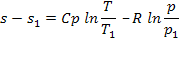 s − s₁ = Cp ln T/T₁ − R ln p/p₁